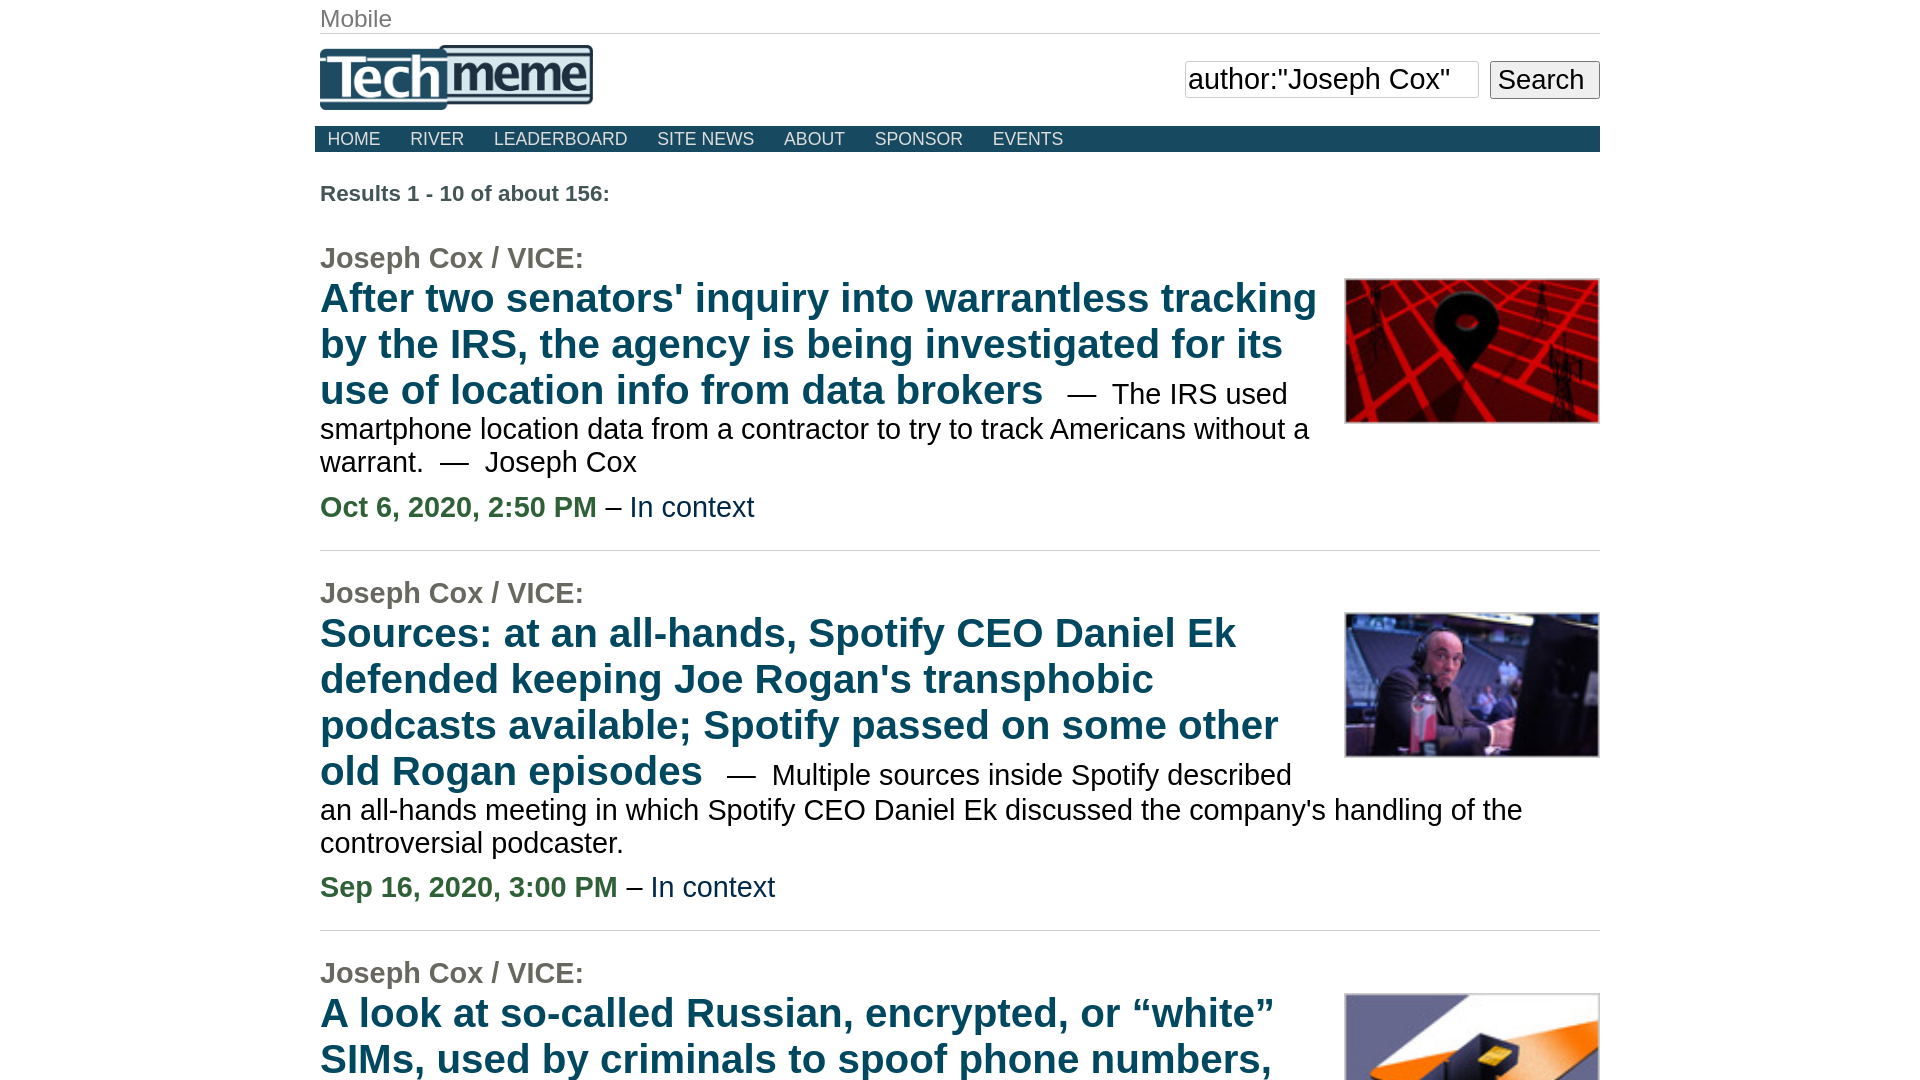 Mobile
Techmeme
author:"Joseph Cox"
Search
HOME RIVER LEADERBOARD SITE NEWS ABOUT SPONSOR EVENTS
Results 1 - 10 of about 156:
Joseph Cox / VICE:
After two senators' inquiry into warrantless tracking
by the IRS, the agency is being investigated for its
use of location info from data brokers — The IRS used
smartphone location data from a contractor to try to track Americans without a
warrant. — Joseph Cox
Oct 6, 2020, 2:50 PM – In context
Joseph Cox / VICE:
Sources: at an all-hands, Spotify CEO Daniel Ek
defended keeping Joe Rogan's transphobic
podcasts available; Spotify passed on some other
old Rogan episodes — Multiple sources inside Spotify described
an all-hands meeting in which Spotify CEO Daniel Ek discussed the company's handling of the
controversial podcaster.
Sep 16, 2020, 3:00 PM – In context
Joseph Cox / VICE:
A look at so-called Russian, encrypted, or “white”
SIMs, used by criminals to spoof phone numbers,